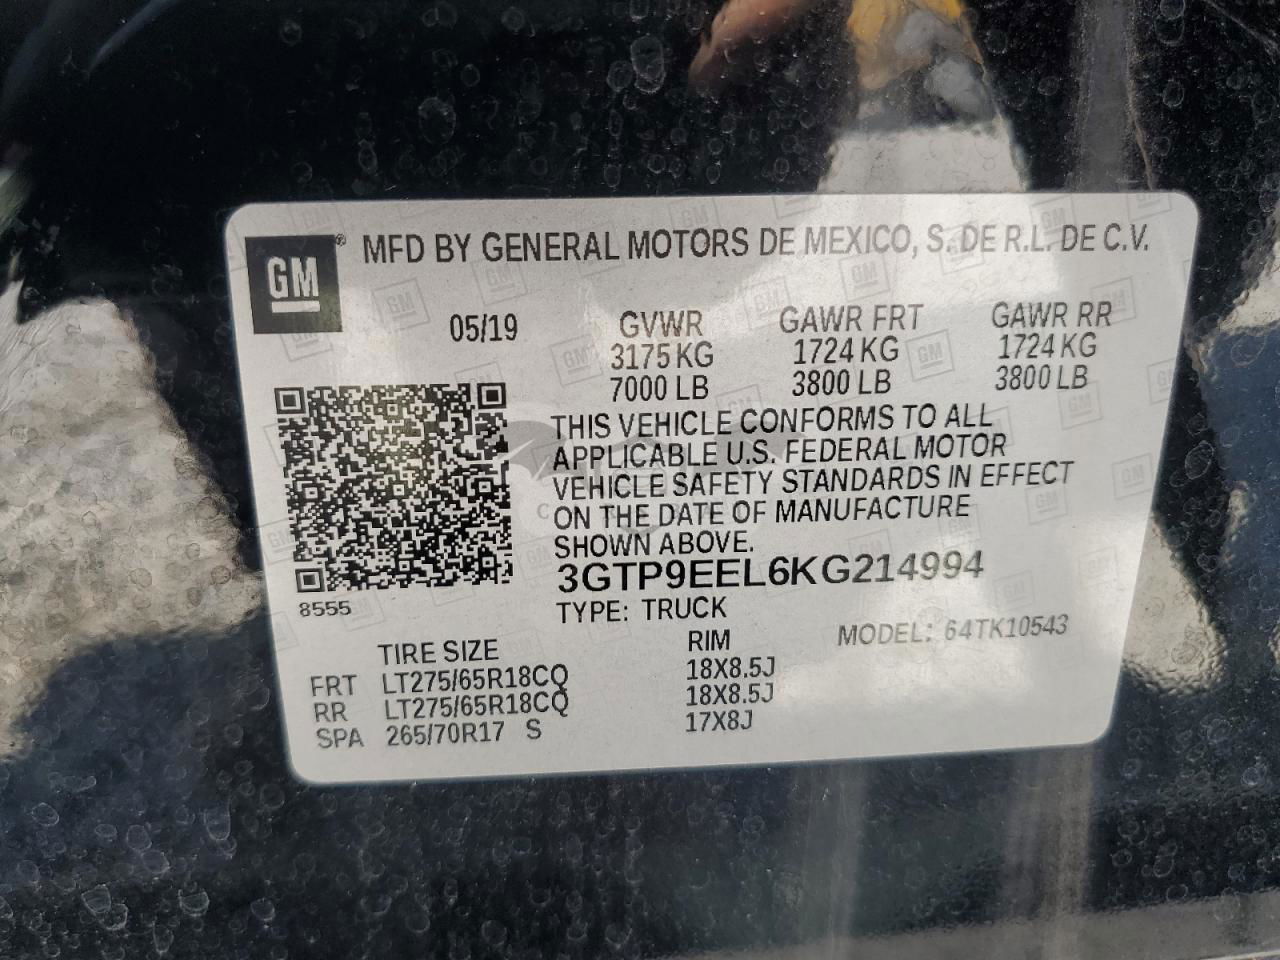 GM® MFD BY GENERAL MOTORS DE MEXICO, S. DE R.L. DE C.V.
05/19 GVWR GAWR FRT GAWR RR
3175 KG 1724 KG 1724 KG
7000 LB 3800 LB 3800 LB
THIS VEHICLE CONFORMS TO ALL
APPLICABLE U.S. FEDERAL MOTOR
VEHICLE SAFETY STANDARDS IN EFFECT
ON THE DATE OF MANUFACTURE
SHOWN ABOVE.
3GTP9EEL6KG214994
8555
TYPE: TRUCK
MODEL: 64TK10543
TIRE SIZE RIM
FRT LT275/65R18CQ 18X8.5J
RR LT275/65R18CQ 18X8.5J
SPA 265/70R17 S 17X8J